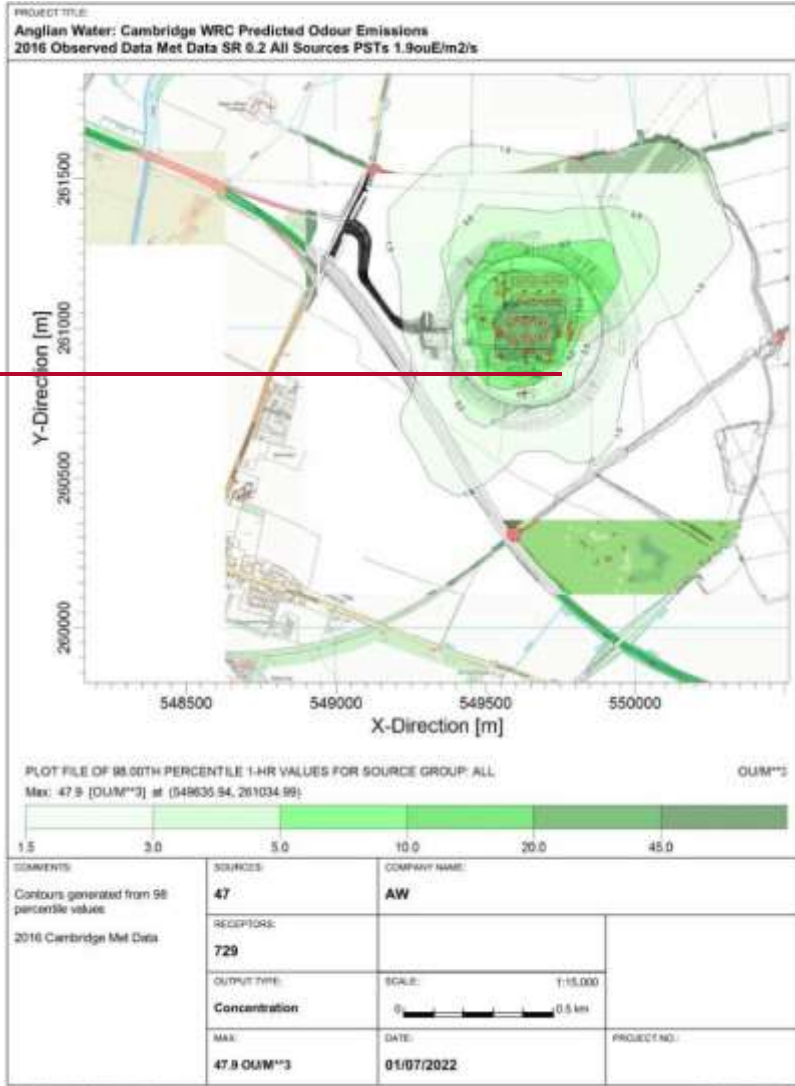 PROJECT TITLE:
Anglian Water: Cambridge WRC Predicted Odour Emissions
2016 Observed Data Met Data SR 0.2 All Sources PSTs 1.9ouE/m2/s
Y-Direction [m]
261500
261000
260500
260000
548500 549000 549500 550000
X-Direction [m]
PLOT FILE OF 98.00TH PERCENTILE 1-HR VALUES FOR SOURCE GROUP: ALL
OU/M**3
Max: 47.9 [OU/M**3] at (549635.94, 261034.99)
1.5 3.0 5.0 10.0 20.0 45.0
COMMENTS:
Contours generated from 98
percentile values
2016 Cambridge Met Data
SOURCES:
47
COMPANY NAME:
AW
RECEPTORS:
729
OUTPUT TYPE:
Concentration
SCALE:
1:15,000
0
0.5 km
MAX:
47.9 OU/M**3
DATE:
01/07/2022
PROJECT NO.: